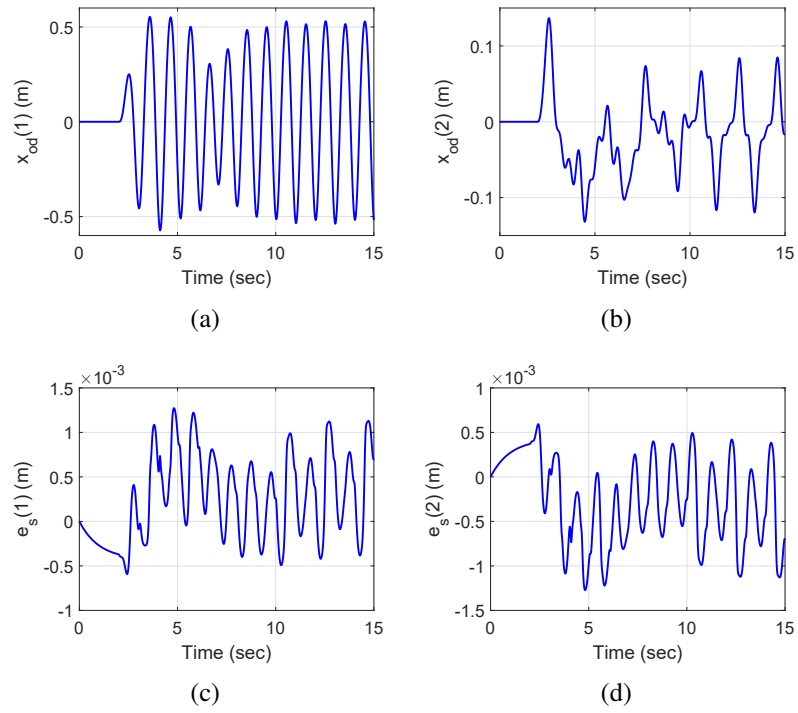 0.5
0
-0.5
x_od(1) (m)
0 5 10 15
Time (sec)
(a)
0.1
0
-0.1
x_od(2) (m)
0 5 10 15
Time (sec)
(b)
×10^-3
1.5
1
0.5
0
-0.5
-1
e_s(1) (m)
0 5 10 15
Time (sec)
(c)
×10^-3
1
0.5
0
-0.5
-1
-1.5
e_s(2) (m)
0 5 10 15
Time (sec)
(d)